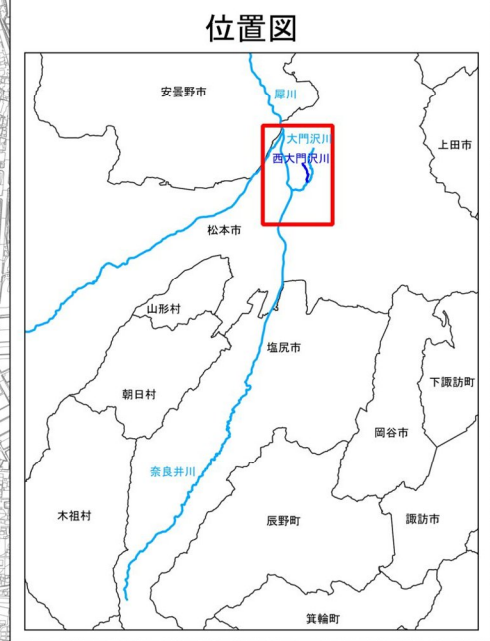 位置図
安曇野市
犀川
大門沢川
上田市
西大門沢川
松本市
山形村
塩尻市
下諏訪町
朝日村
岡谷市
奈良井川
木祖村
辰野町
諏訪市
箕輪町